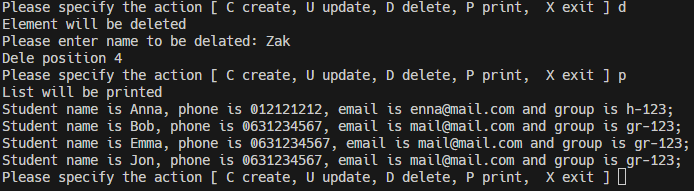 Please specify the action [ C create, U update, D delete, P print,  X exit ] d
Element will be deleted
Please enter name to be delated: Zak
Dele position 4
Please specify the action [ C create, U update, D delete, P print,  X exit ] p
List will be printed
Student name is Anna, phone is 012121212, email is enna@mail.com and group is h-123;
Student name is Bob, phone is 0631234567, email is mail@mail.com and group is gr-123;
Student name is Emma, phone is 0631234567, email is mail@mail.com and group is gr-123;
Student name is Jon, phone is 0631234567, email is mail@mail.com and group is gr-123;
Please specify the action [ C create, U update, D delete, P print,  X exit ]